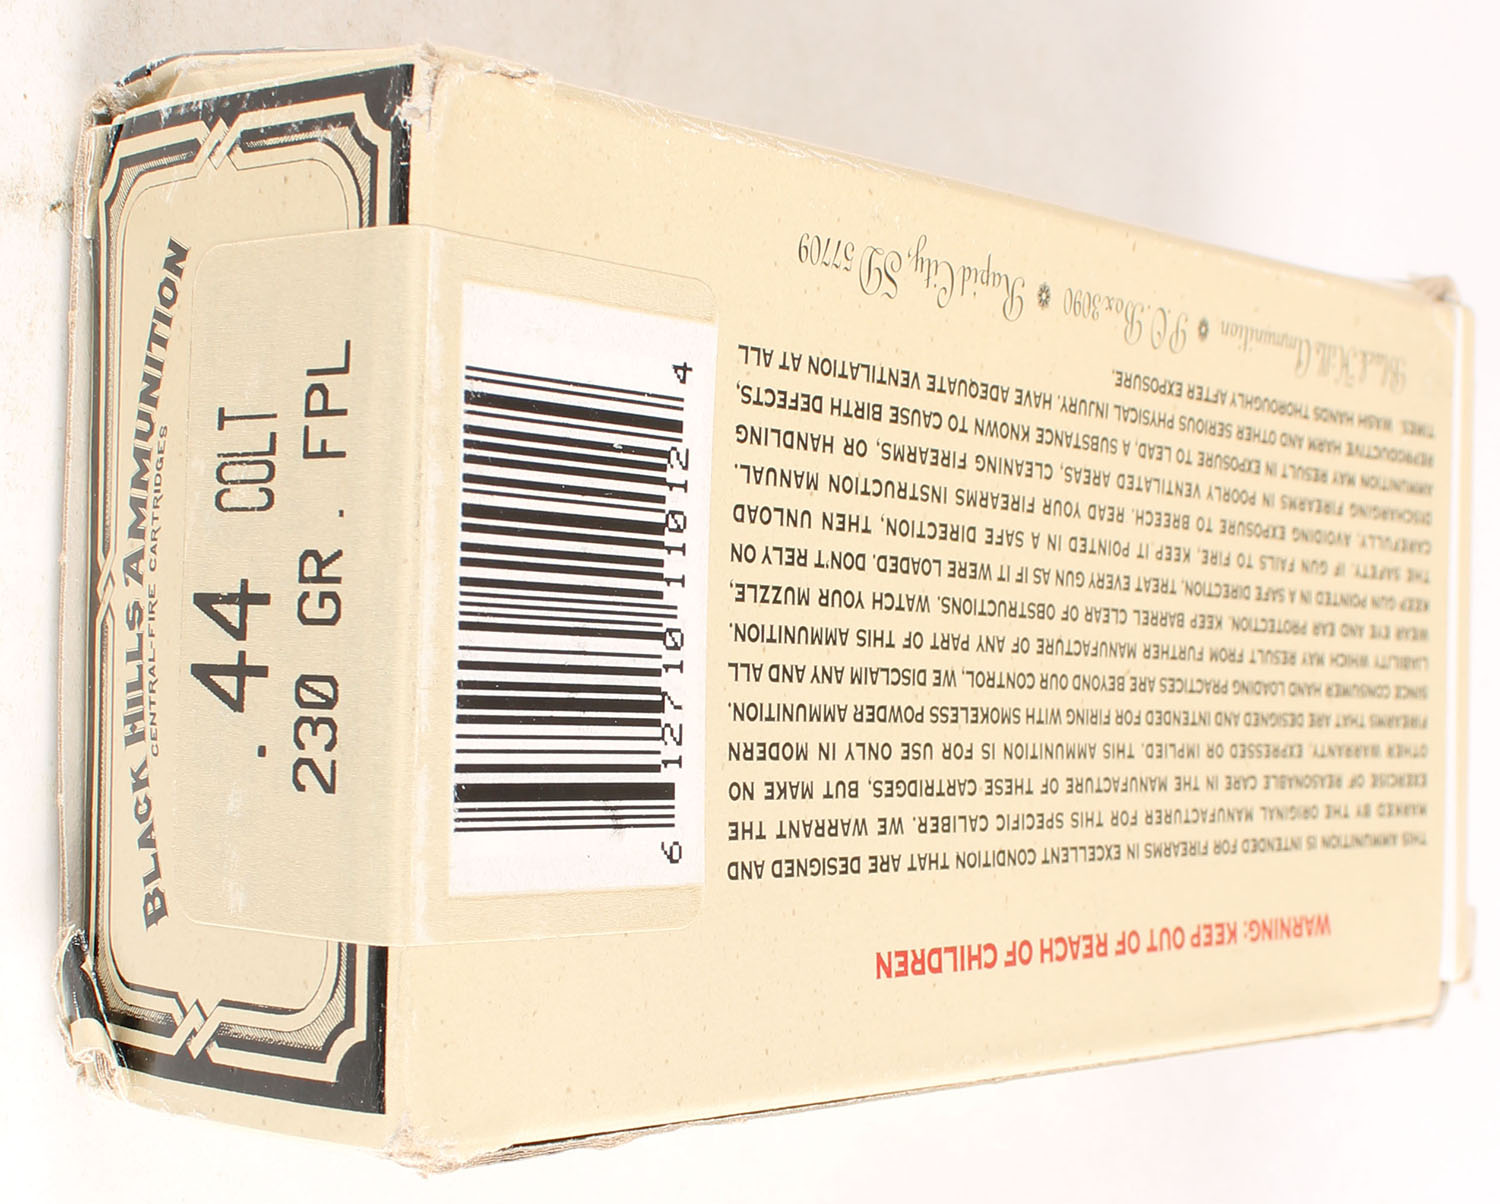 BLACK HILLS AMMUNITION
CENTRAL-FIRE CARTRIDGES
.44 COLT
230 GR. FPL
6 12710 11012 4
WARNING: KEEP OUT OF REACH OF CHILDREN
THIS AMMUNITION IS INTENDED FOR FIREARMS IN EXCELLENT CONDITION THAT ARE DESIGNED AND
MARKED BY THE ORIGINAL MANUFACTURER FOR THIS SPECIFIC CALIBER. WE WARRANT THE
EXERCISE OF REASONABLE CARE IN THE MANUFACTURE OF THESE CARTRIDGES, BUT MAKE NO
OTHER WARRANTY, EXPRESSED OR IMPLIED. THIS AMMUNITION IS FOR USE ONLY IN MODERN
FIREARMS THAT ARE DESIGNED AND INTENDED FOR FIRING WITH SMOKELESS POWDER AMMUNITION.
SINCE CONSUMER HAND LOADING PRACTICES ARE BEYOND OUR CONTROL, WE DISCLAIM ANY AND ALL
LIABILITY WHICH MAY RESULT FROM FURTHER MANUFACTURE OF ANY PART OF THIS AMMUNITION.
WEAR EYE AND EAR PROTECTION. KEEP BARREL CLEAR OF OBSTRUCTIONS. WATCH YOUR MUZZLE,
KEEP GUN POINTED IN A SAFE DIRECTION. TREAT EVERY GUN AS IF IT WERE LOADED. DON'T RELY ON
THE SAFETY. IF GUN FAILS TO FIRE, KEEP IT POINTED IN A SAFE DIRECTION, THEN UNLOAD
CAREFULLY, AVOIDING EXPOSURE TO BREECH. READ YOUR FIREARMS INSTRUCTION MANUAL.
DISCHARGING FIREARMS IN POORLY VENTILATED AREAS, CLEANING FIREARMS, OR HANDLING
AMMUNITION MAY RESULT IN EXPOSURE TO LEAD, A SUBSTANCE KNOWN TO CAUSE BIRTH DEFECTS,
REPRODUCTIVE HARM AND OTHER SERIOUS PHYSICAL INJURY. HAVE ADEQUATE VENTILATION AT ALL
TIMES. WASH HANDS THOROUGHLY AFTER EXPOSURE.
Black Hills Ammunition * P.O. Box 3090 * Rapid City, SD 57709